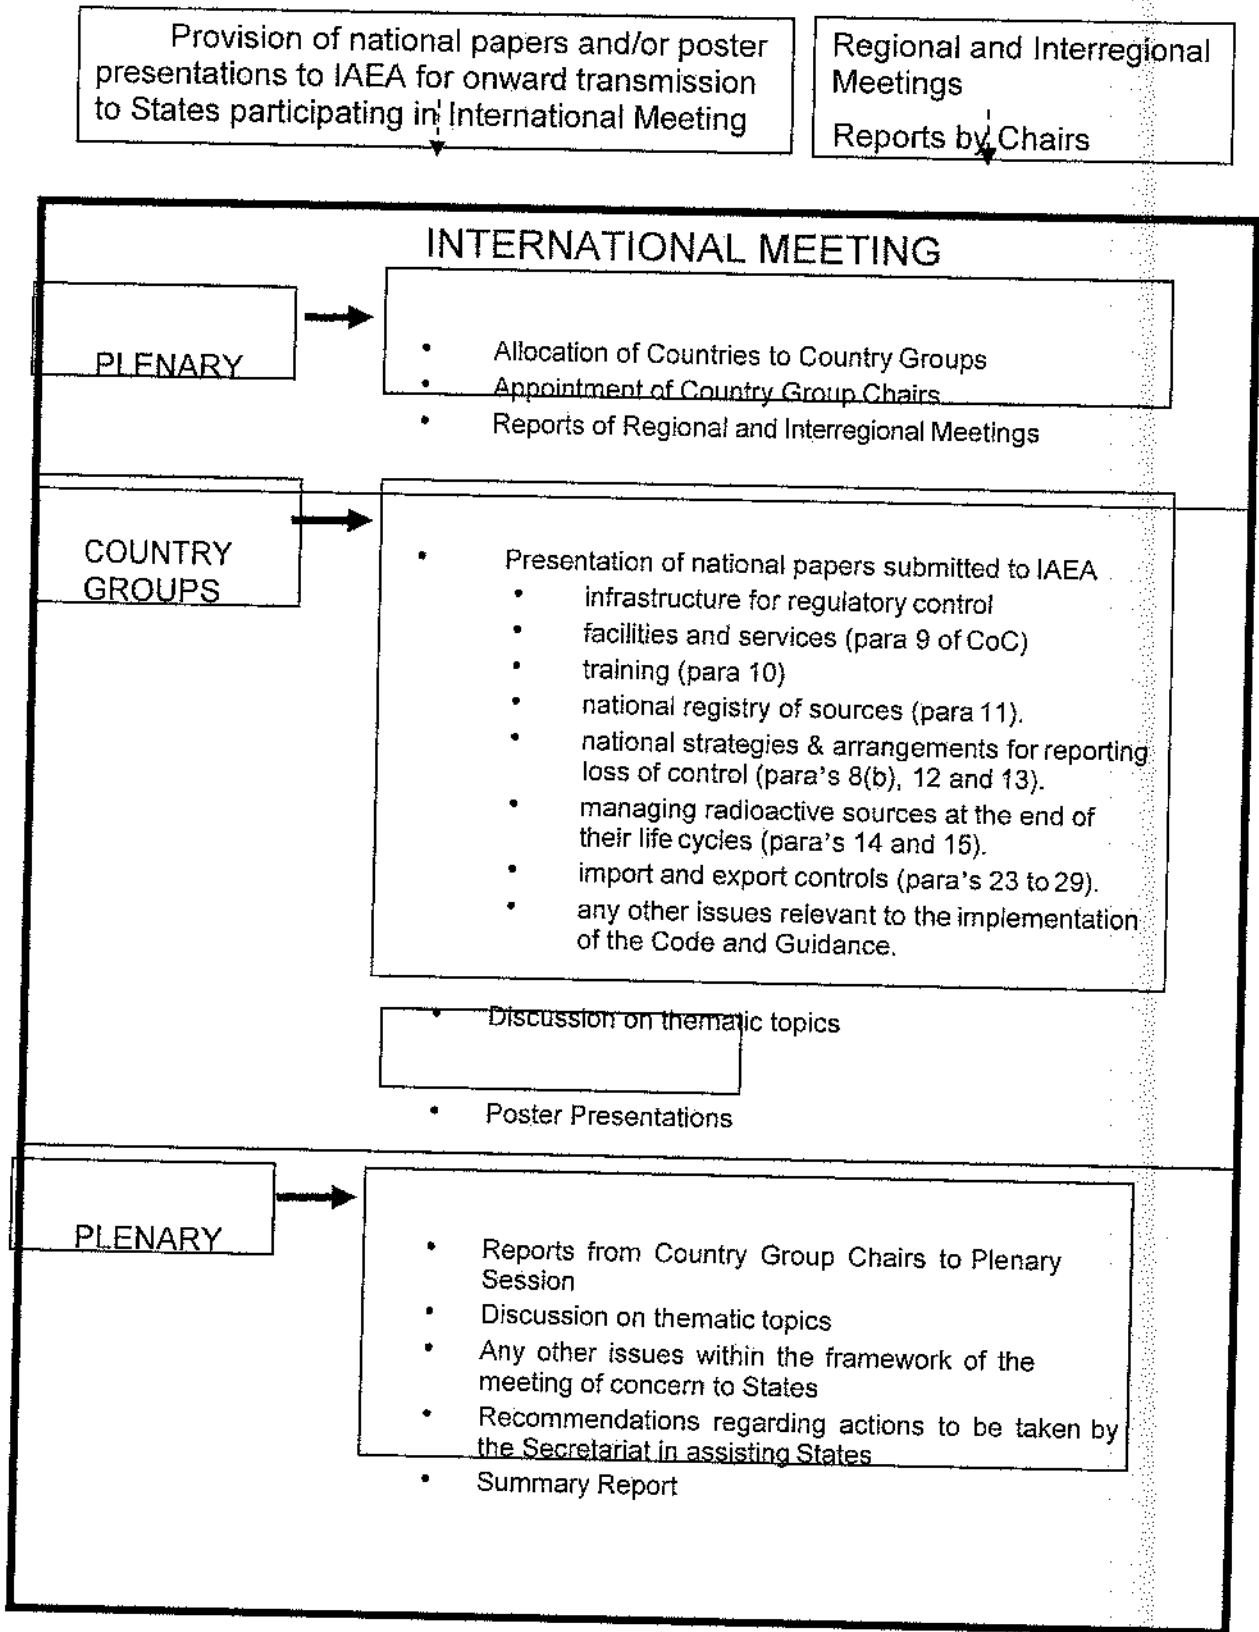 Provision of national papers and/or poster
presentations to IAEA for onward transmission
to States participating in International Meeting
Regional and Interregional
Meetings
Reports by Chairs
INTERNATIONAL MEETING
PLENARY
• Allocation of Countries to Country Groups
• Appointment of Country Group Chairs
• Reports of Regional and Interregional Meetings
COUNTRY
GROUPS
• Presentation of national papers submitted to IAEA
• infrastructure for regulatory control
• facilities and services (para 9 of CoC)
• training (para 10)
• national registry of sources (para 11).
• national strategies & arrangements for reporting
loss of control (para's 8(b), 12 and 13).
• managing radioactive sources at the end of
their life cycles (para's 14 and 15).
• import and export controls (para's 23 to 29).
• any other issues relevant to the implementation
of the Code and Guidance.
• Discussion on thematic topics
• Poster Presentations
PLENARY
• Reports from Country Group Chairs to Plenary
Session
• Discussion on thematic topics
• Any other issues within the framework of the
meeting of concern to States
• Recommendations regarding actions to be taken by
the Secretariat in assisting States
• Summary Report